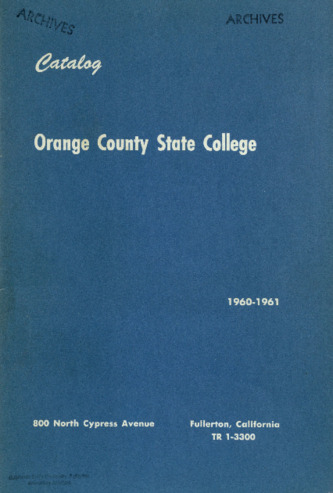 ARCHIVES
ARCHIVES
Catalog
Orange County State College
1960-1961
800 North Cypress Avenue
Fullerton, California
TR 1-3300